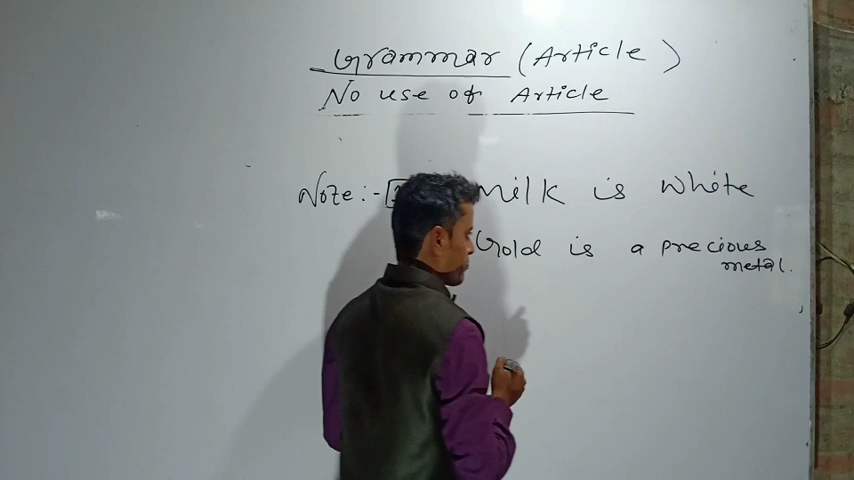 Grammar (Article)
No use of Article
Note:- Milk is white
Gold is a precious
metal.